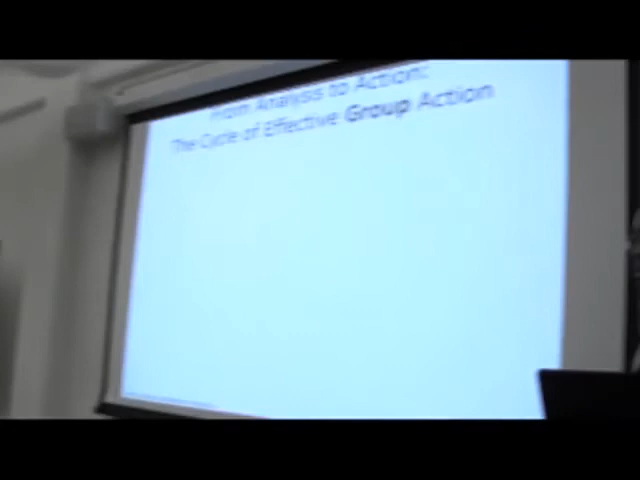 From Analysis to Action:
The Cycle of Effective Group Action